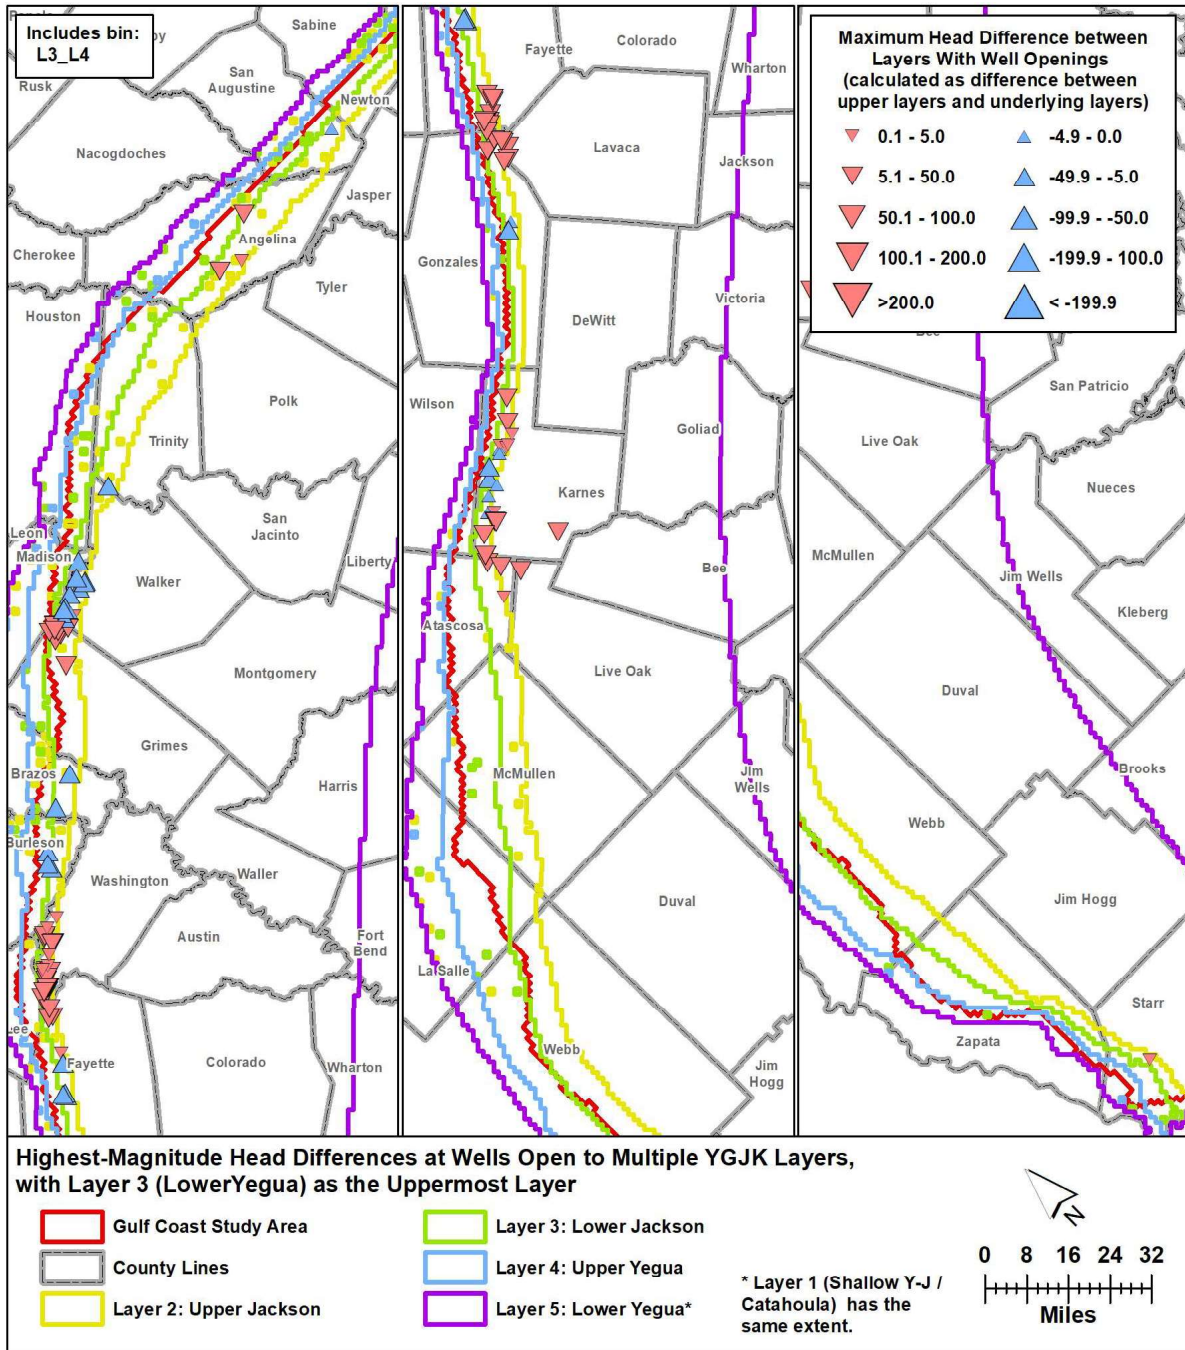 Includes bin:
L3_L4
Sabine
Rusk
San
Augustine
Newton
Nacogdoches
Jasper
Cherokee
Angelina
Tyler
Houston
Polk
Trinity
San
Jacinto
Leon
Madison
Walker
Liberty
Montgomery
Grimes
Brazos
Harris
Burleson
Washington
Waller
Austin
Fort
Bend
Lee
Fayette
Colorado
Wharton
Fayette
Colorado
Wharton
Lavaca
Jackson
Gonzales
Victoria
DeWitt
Wilson
Goliad
Karnes
Bee
Atascosa
Live Oak
McMullen
Jim
Wells
Duval
La Salle
Webb
Jim
Hogg
Maximum Head Difference between
Layers With Well Openings
(calculated as difference between
upper layers and underlying layers)
0.1 - 5.0
-4.9 - 0.0
5.1 - 50.0
-49.9 - -5.0
50.1 - 100.0
-99.9 - -50.0
100.1 - 200.0
-199.9 - 100.0
>200.0
< -199.9
Bee
San Patricio
Live Oak
Nueces
McMullen
Jim Wells
Kleberg
Duval
Brooks
Webb
Jim Hogg
Starr
Zapata
Highest-Magnitude Head Differences at Wells Open to Multiple YGJK Layers,
with Layer 3 (LowerYegua) as the Uppermost Layer
Gulf Coast Study Area
County Lines
Layer 2: Upper Jackson
Layer 3: Lower Jackson
Layer 4: Upper Yegua
Layer 5: Lower Yegua*
* Layer 1 (Shallow Y-J /
Catahoula) has the
same extent.
N
0 8 16 24 32
Miles